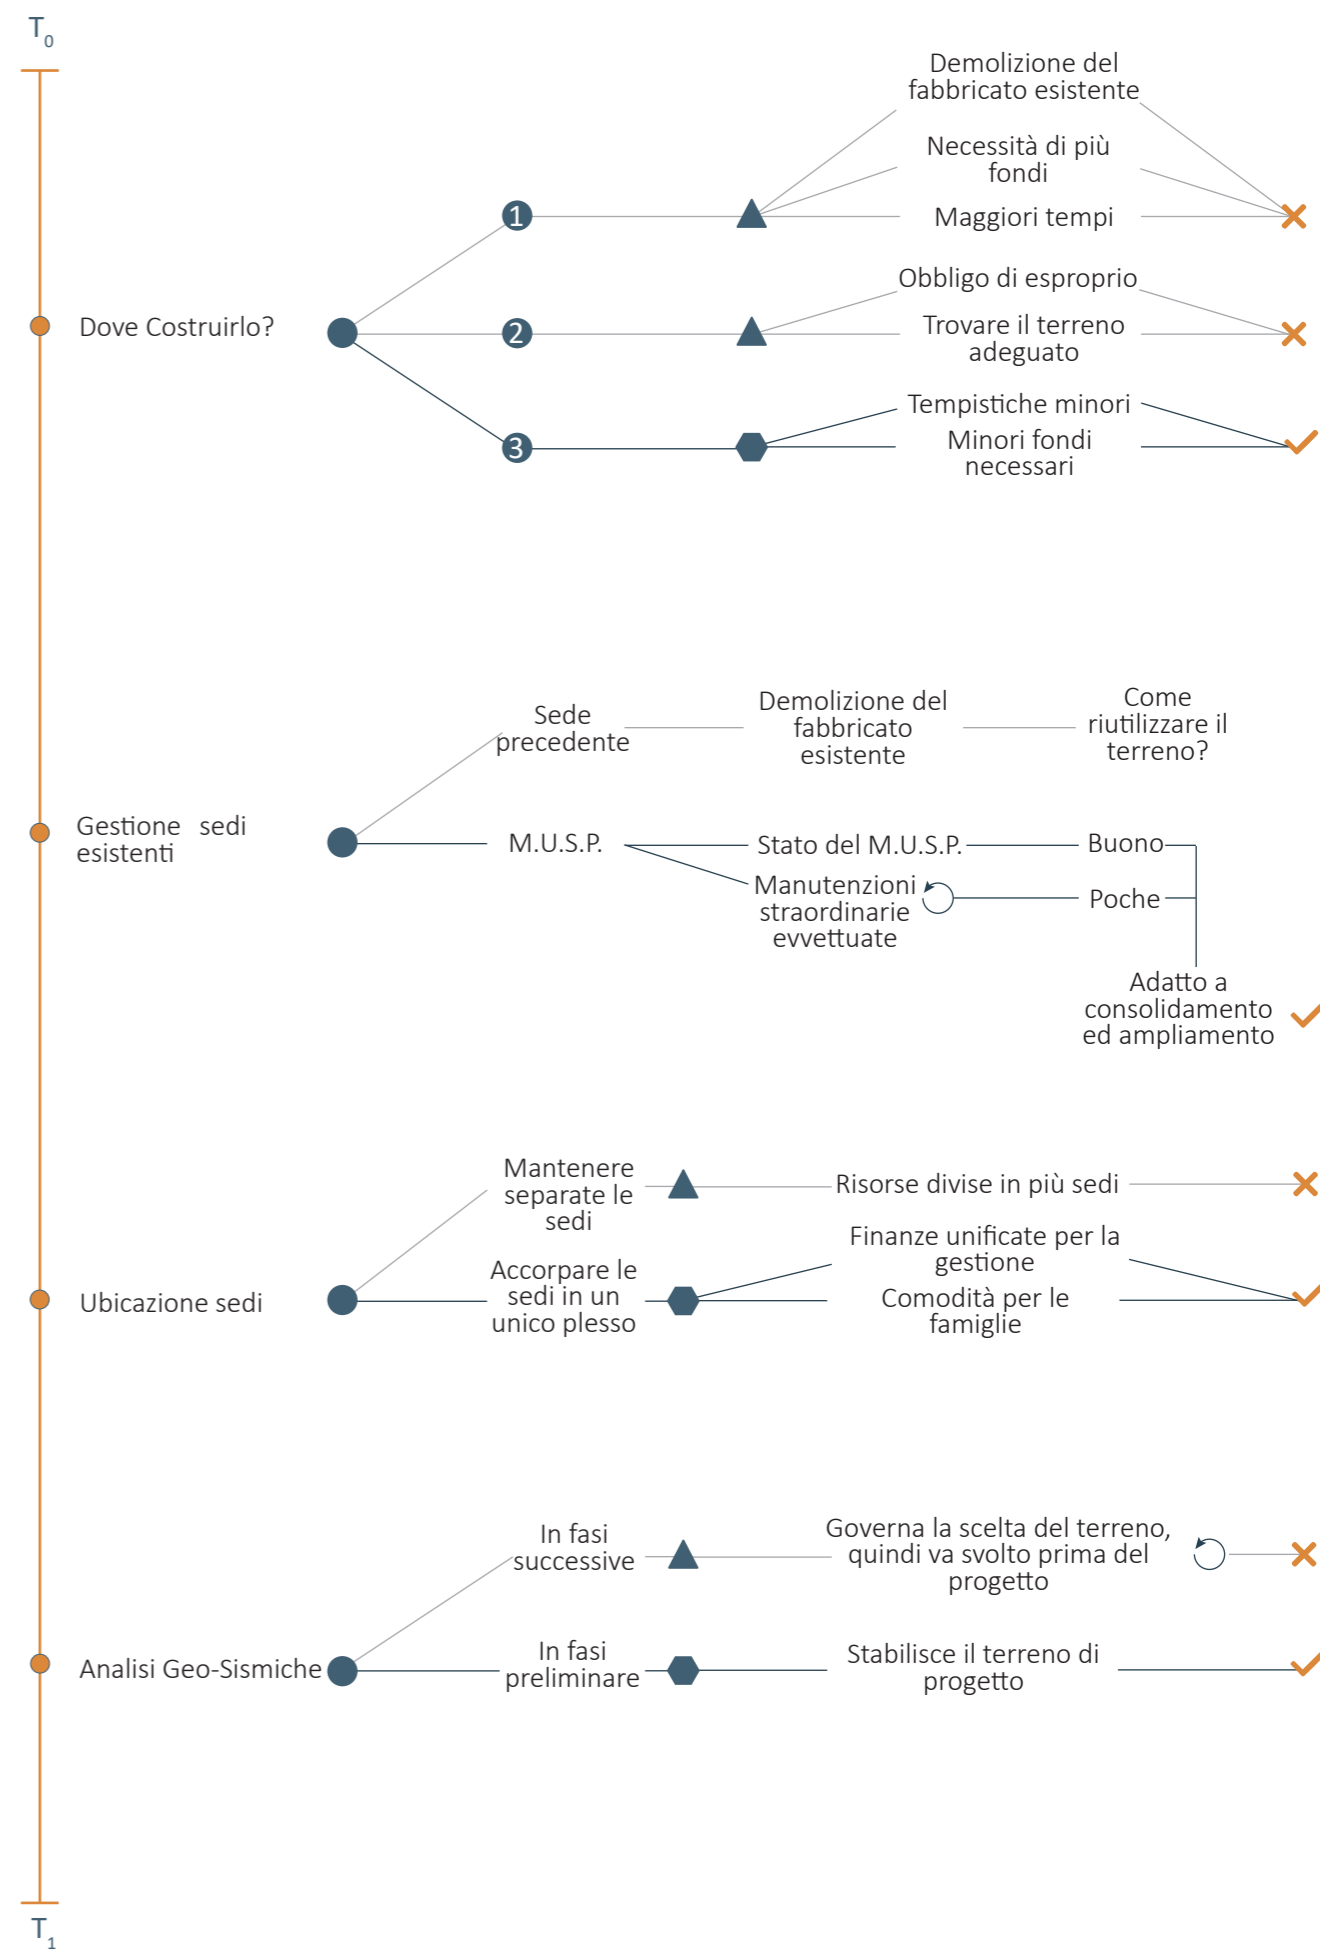 T0
Demolizione del
fabbricato esistente
Necessità di più
fondi
1
Maggiori tempi
Obbligo di esproprio
Dove Costruirlo?
2
Trovare il terreno
adeguato
Tempistiche minori
3
Minori fondi
necessari
Sede
precedente
Demolizione del
fabbricato
esistente
Come
riutilizzare il
terreno?
Gestione sedi
esistenti
M.U.S.P.
Stato del M.U.S.P.
Buono
Manutenzioni
straordinarie
evvettuate
Poche
Adatto a
consolidamento
ed ampliamento
Mantenere
separate le
sedi
Risorse divise in più sedi
Finanze unificate per la
gestione
Ubicazione sedi
Accorpare le
sedi in un
unico plesso
Comodità per le
famiglie
In fasi
successive
Governa la scelta del terreno,
quindi va svolto prima del
progetto
Analisi Geo-Sismiche
In fasi
preliminare
Stabilisce il terreno di
progetto
T1